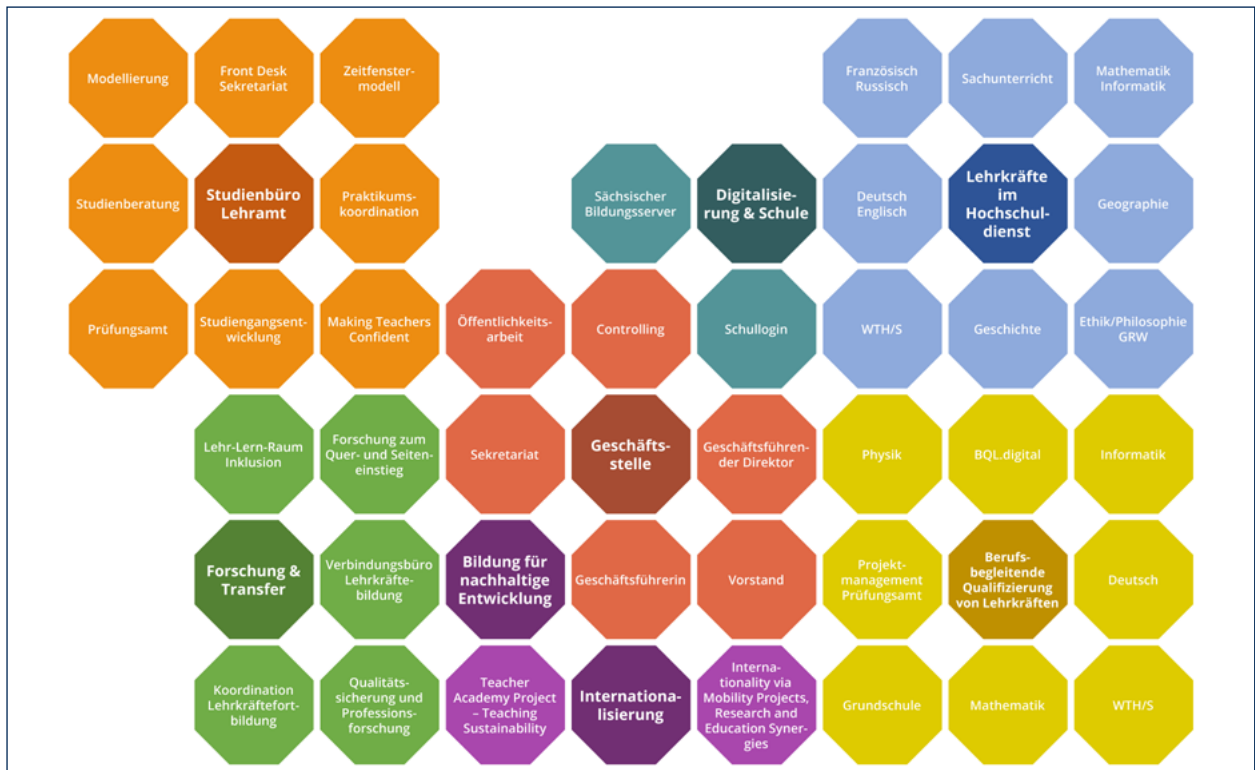 Modellierung
Front Desk
Sekretariat
Zeitfenster-
modell
Französisch
Russisch
Sachunterricht
Mathematik
Informatik
Studienberatung
Studienbüro
Lehramt
Praktikums-
koordination
Sächsischer
Bildungsserver
Digitalisie-
rung & Schule
Deutsch
Englisch
Lehrkräfte
im
Hochschul-
dienst
Geographie
Prüfungsamt
Studiengangsent-
wicklung
Making Teachers
Confident
Öffentlichkeits-
arbeit
Controlling
Schullogin
WTH/S
Geschichte
Ethik/Philosophie
GRW
Lehr-Lern-Raum
Inklusion
Forschung zum
Quer- und Seiten-
einstieg
Sekretariat
Geschäfts-
stelle
Geschäftsführen-
der Direktor
Physik
BQL.digital
Informatik
Forschung &
Transfer
Verbindungsbüro
Lehrkräfte-
bildung
Bildung für
nachhaltige
Entwicklung
Geschäftsführerin
Vorstand
Projekt-
management
Prüfungsamt
Berufs-
begleitende
Qualifizierung
von Lehrkräften
Deutsch
Koordination
Lehrkräftefort-
bildung
Qualitäts-
sicherung und
Professions-
forschung
Teacher
Academy Project
– Teaching
Sustainability
Internationa-
lisierung
Interna-
tionality via
Mobility Projects,
Research and
Education Syner-
gies
Grundschule
Mathematik
WTH/S